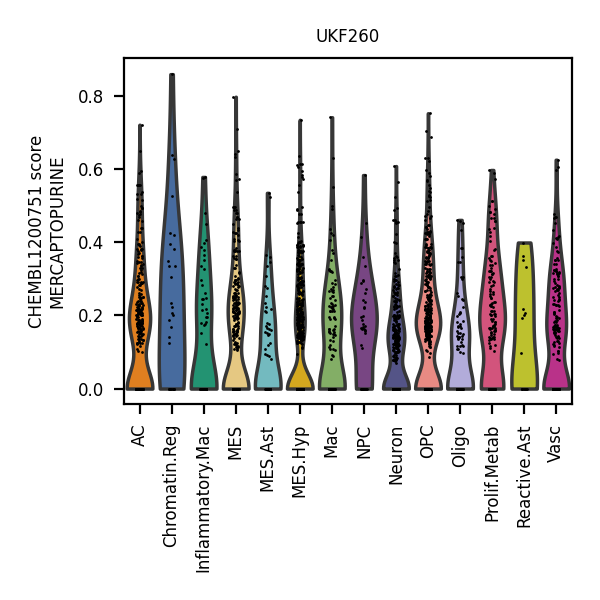 UKF260
CHEMBL1200751 score
MERCAPTOPURINE
0.8
0.6
0.4
0.2
0.0
AC
Chromatin.Reg
Inflammatory.Mac
MES
MES.Ast
MES.Hyp
Mac
NPC
Neuron
OPC
Oligo
Prolif.Metab
Reactive.Ast
Vasc